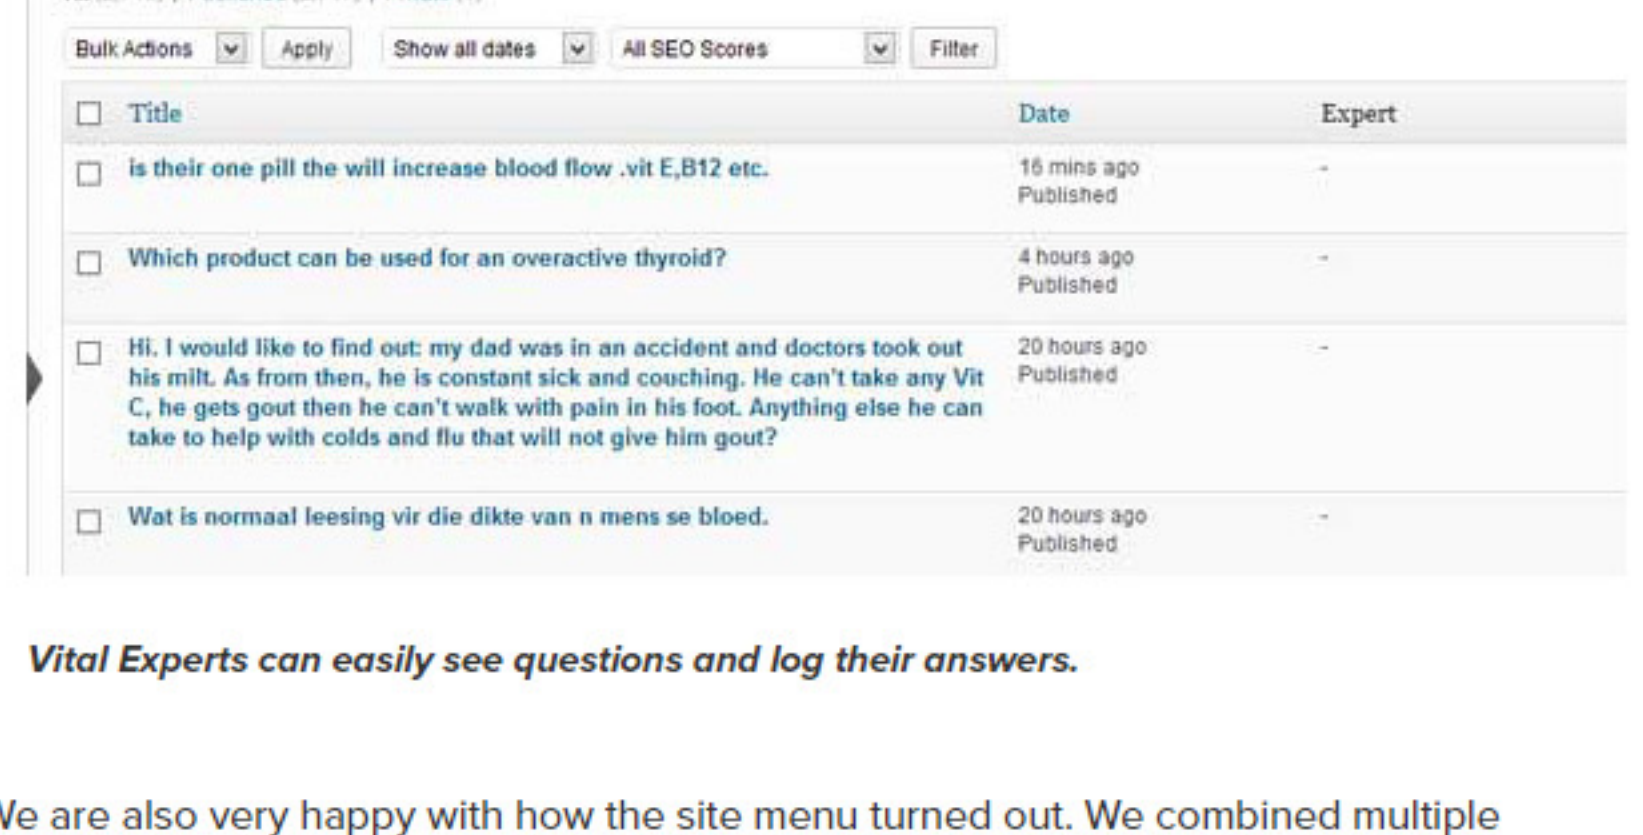 Bulk Actions Apply Show all dates All SEO Scores Filter
Title Date Expert
is their one pill the will increase blood flow .vit E,B12 etc. 16 mins ago -
Published
Which product can be used for an overactive thyroid? 4 hours ago -
Published
Hi. I would like to find out: my dad was in an accident and doctors took out 20 hours ago -
his milt. As from then, he is constant sick and couching. He can't take any Vit Published
C, he gets gout then he can't walk with pain in his foot. Anything else he can
take to help with colds and flu that will not give him gout?
Wat is normaal leesing vir die dikte van n mens se bloed. 20 hours ago -
Published
Vital Experts can easily see questions and log their answers.
We are also very happy with how the site menu turned out. We combined multiple